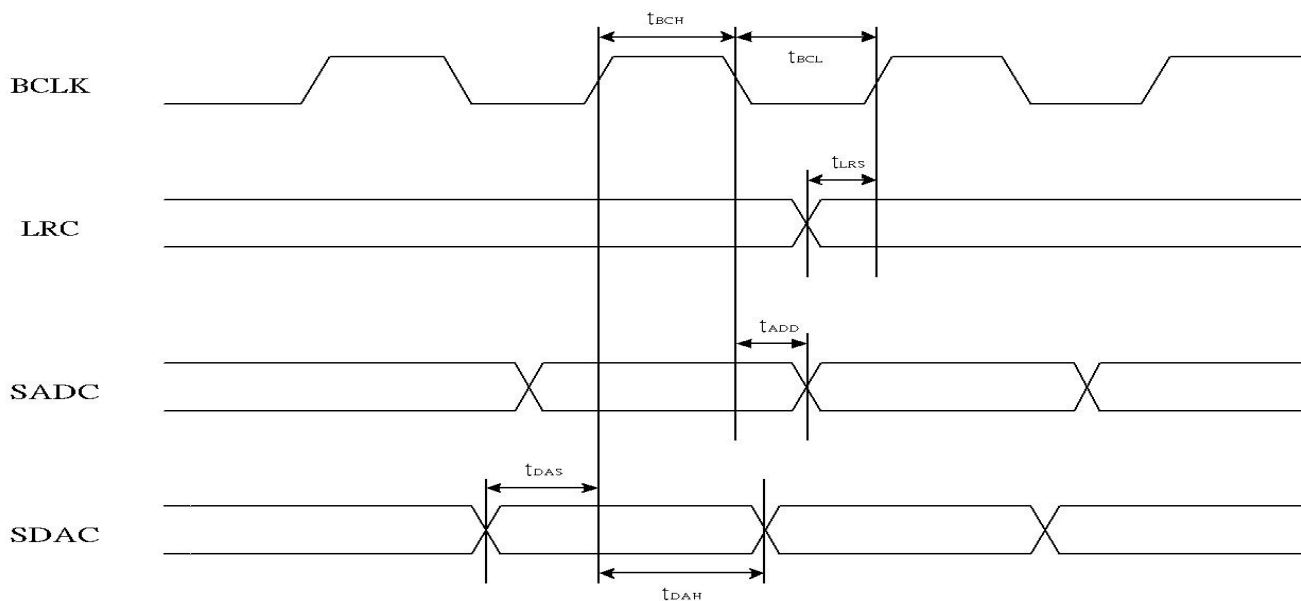 tBCH
tBCL
BCLK
tLRS
LRC
tADD
SADC
tDAS
SDAC
tDAH